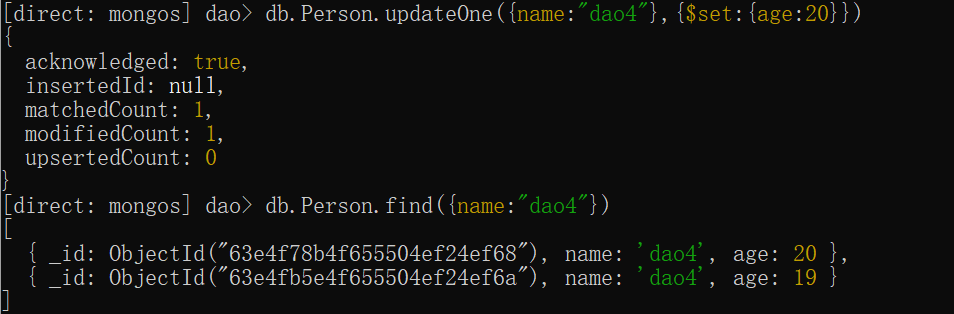 [direct: mongos] dao> db.Person.updateOne({name:"dao4"},{$set:{age:20}})
{
  acknowledged: true,
  insertedId: null,
  matchedCount: 1,
  modifiedCount: 1,
  upsertedCount: 0
}
[direct: mongos] dao> db.Person.find({name:"dao4"})
[
  { _id: ObjectId("63e4f78b4f655504ef24ef68"), name: 'dao4', age: 20 },
  { _id: ObjectId("63e4fb5e4f655504ef24ef6a"), name: 'dao4', age: 19 }
]